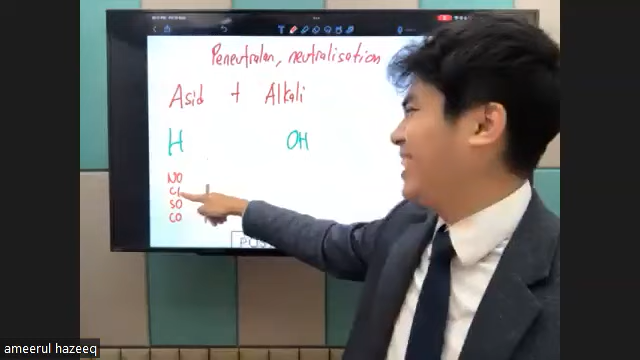 Peneutralan, neutralisation
Asid + Alkali
H OH
NO
Cl
SO
CO
ameerul hazeeq